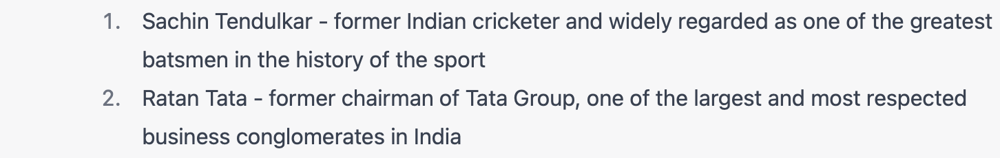 1. Sachin Tendulkar - former Indian cricketer and widely regarded as one of the greatest
batsmen in the history of the sport
2. Ratan Tata - former chairman of Tata Group, one of the largest and most respected
business conglomerates in India